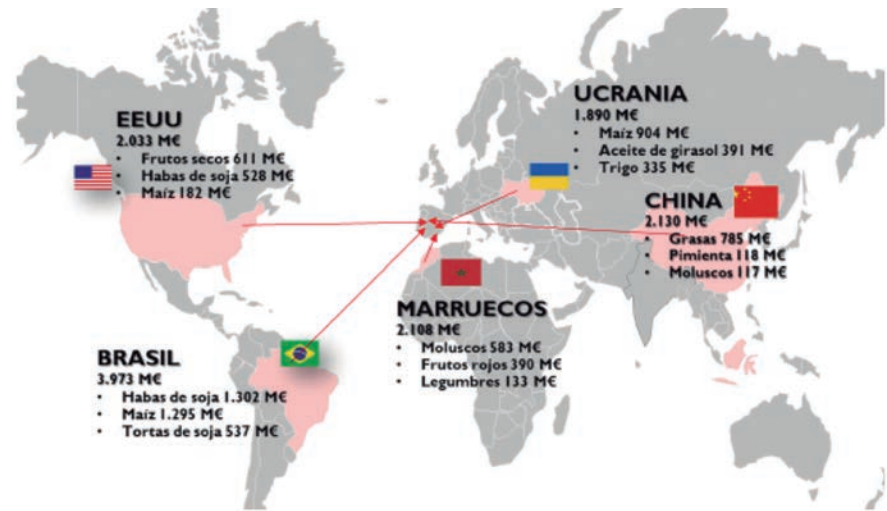 EEUU
2.033 M€
• Frutos secos 611 M€
• Habas de soja 528 M€
• Maíz 182 M€
UCRANIA
1.890 M€
• Maíz 904 M€
• Aceite de girasol 391 M€
• Trigo 335 M€
CHINA
2.130 M€
• Grasas 785 M€
• Pimienta 118 M€
• Moluscos 117 M€
MARRUECOS
2.108 M€
• Moluscos 583 M€
• Frutos rojos 390 M€
• Legumbres 133 M€
BRASIL
3.973 M€
• Habas de soja 1.302 M€
• Maíz 1.295 M€
• Tortas de soja 537 M€